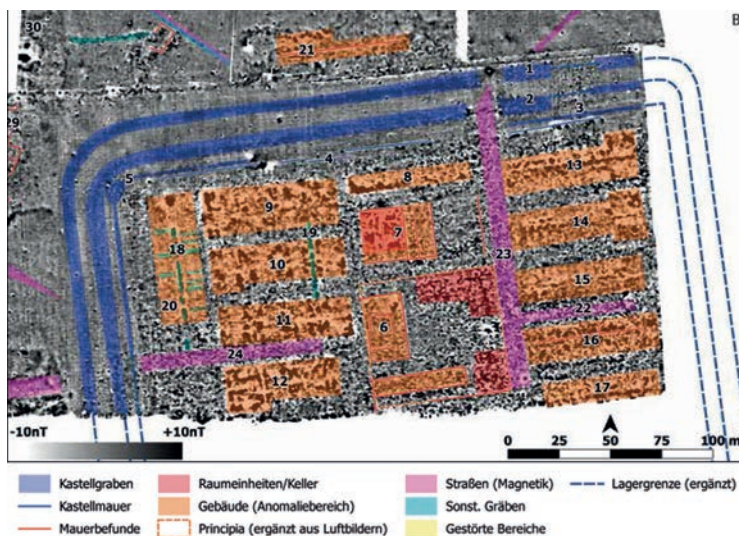 30
B
21
1
2
3
29
4
5
8
13
9
7
14
18
19
10
23
15
20
6
22
11
16
24
12
17
-10nT
+10nT
0
25
50
75
100 m
Kastellgraben
Raumeinheiten/Keller
Straßen (Magnetik)
Lagergrenze (ergänzt)
Kastellmauer
Gebäude (Anomaliebereich)
Sonst. Gräben
Mauerbefunde
Principia (ergänzt aus Luftbildern)
Gestörte Bereiche